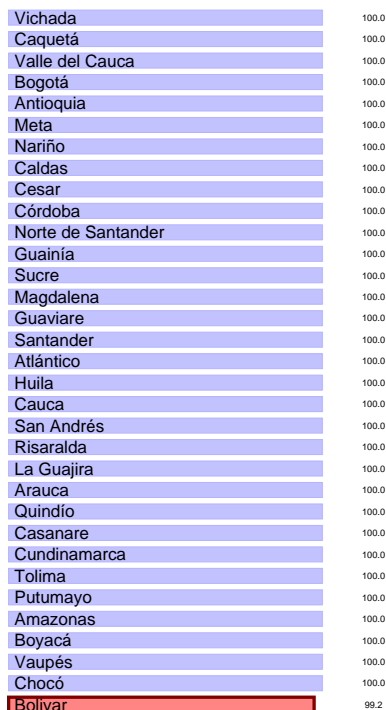 Vichada 100.0
Caquetá 100.0
Valle del Cauca 100.0
Bogotá 100.0
Antioquia 100.0
Meta 100.0
Nariño 100.0
Caldas 100.0
Cesar 100.0
Córdoba 100.0
Norte de Santander 100.0
Guainía 100.0
Sucre 100.0
Magdalena 100.0
Guaviare 100.0
Santander 100.0
Atlántico 100.0
Huila 100.0
Cauca 100.0
San Andrés 100.0
Risaralda 100.0
La Guajira 100.0
Arauca 100.0
Quindío 100.0
Casanare 100.0
Cundinamarca 100.0
Tolima 100.0
Putumayo 100.0
Amazonas 100.0
Boyacá 100.0
Vaupés 100.0
Chocó 100.0
Bolivar 99.2